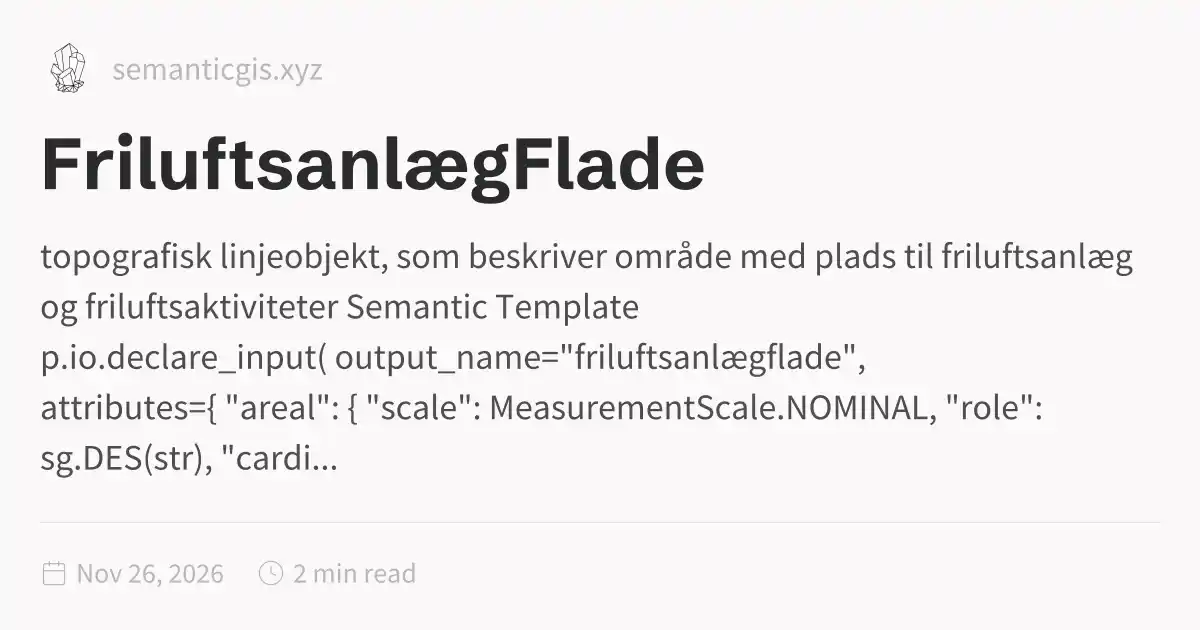 semanticgis.xyz
FriluftsanlægFlade
topografisk linjeobjekt, som beskriver område med plads til friluftsanlæg
og friluftsaktiviteter Semantic Template
p.io.declare_input( output_name="friluftsanlægflade",
attributes={ "areal": { "scale": MeasurementScale.NOMINAL, "role":
sg.DES(str), "cardi...
Nov 26, 2026 2 min read